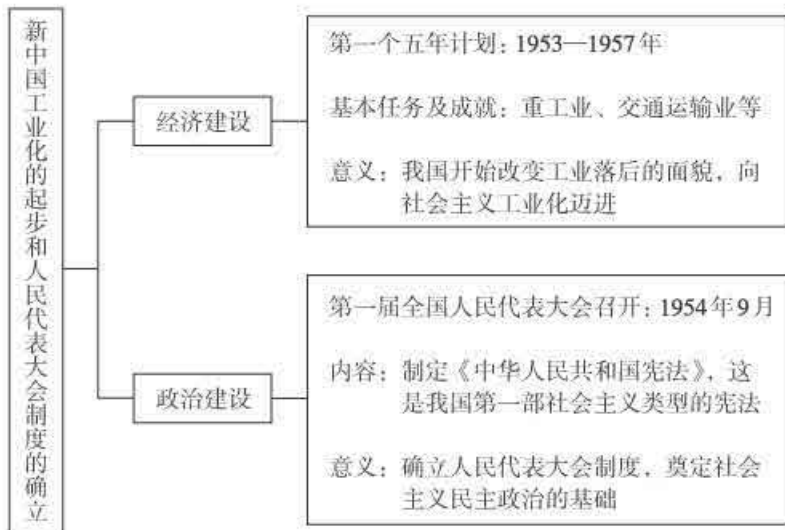 新中国工业化的起步和人民代表大会制度的确立
经济建设
第一个五年计划：1953—1957年
基本任务及成就：重工业、交通运输业等
意义：我国开始改变工业落后的面貌，向
社会主义工业化迈进
政治建设
第一届全国人民代表大会召开：1954年9月
内容：制定《中华人民共和国宪法》，这
是我国第一部社会主义类型的宪法
意义：确立人民代表大会制度，奠定社会
主义民主政治的基础